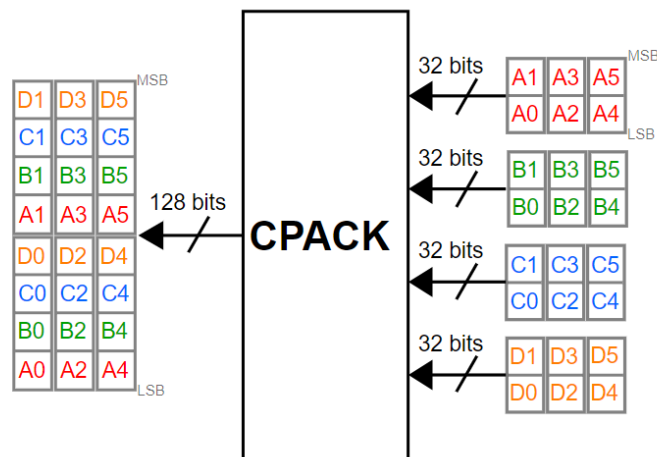 MSB
D1 D3 D5
C1 C3 C5
B1 B3 B5
A1 A3 A5
D0 D2 D4
C0 C2 C4
B0 B2 B4
A0 A2 A4
LSB
128 bits
CPACK
32 bits
MSB
A1 A3 A5
A0 A2 A4
LSB
32 bits
B1 B3 B5
B0 B2 B4
32 bits
C1 C3 C5
C0 C2 C4
32 bits
D1 D3 D5
D0 D2 D4